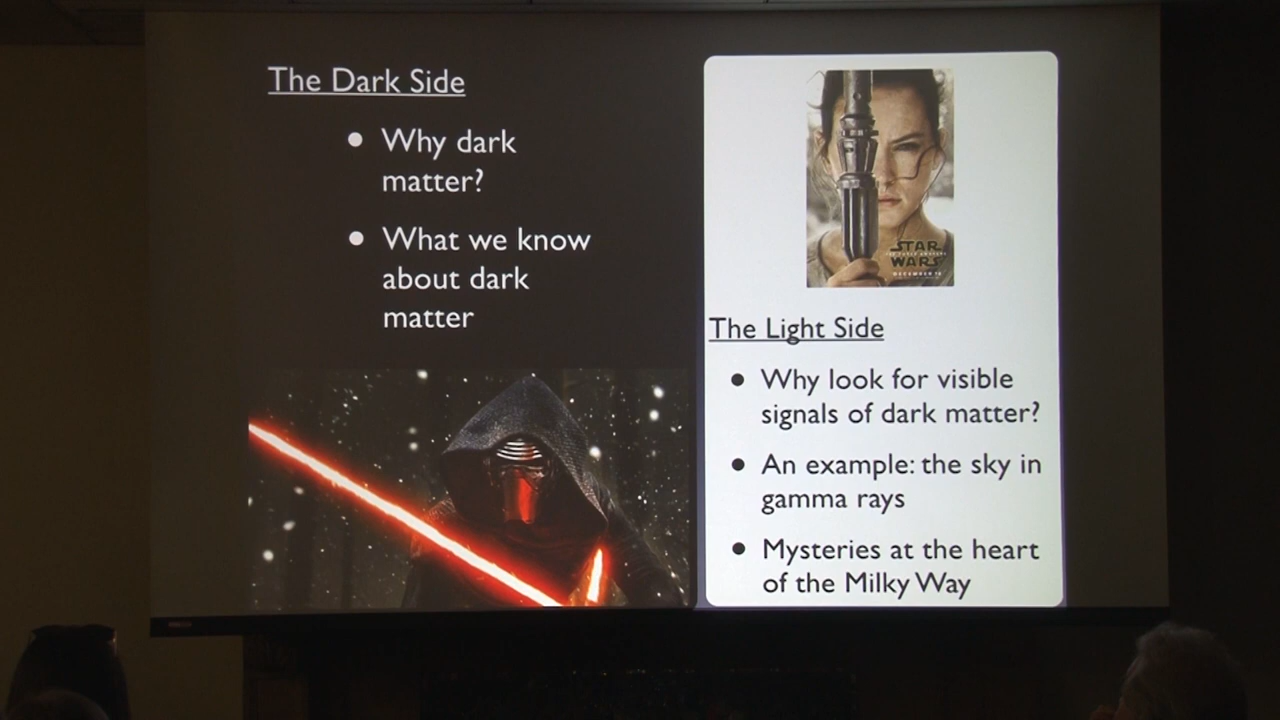 The Dark Side
● Why dark
matter?
● What we know
about dark
matter
STAR
WARS
DECEMBER 18
The Light Side
● Why look for visible
signals of dark matter?
● An example: the sky in
gamma rays
● Mysteries at the heart
of the Milky Way